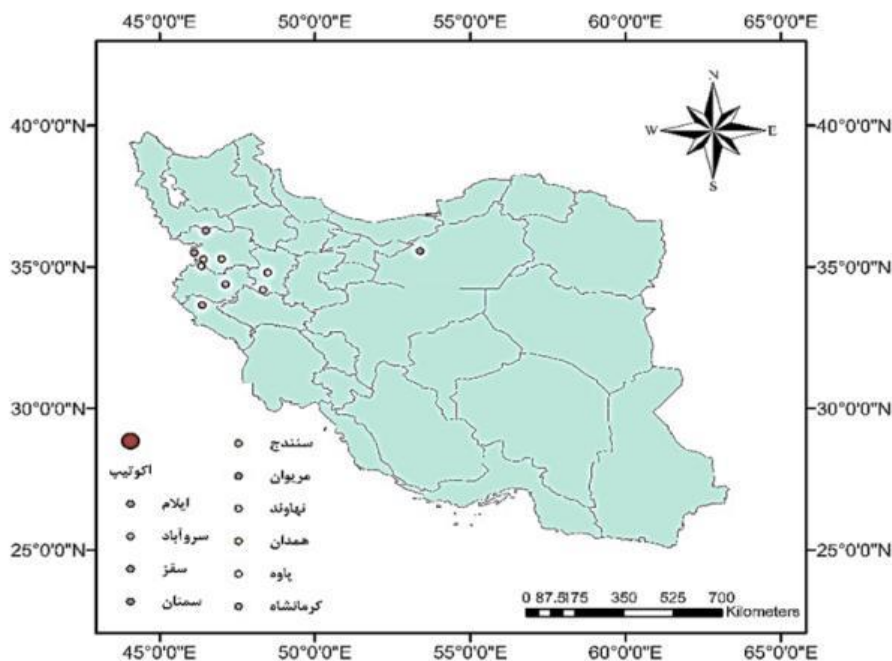 45°0'0"E 50°0'0"E 55°0'0"E 60°0'0"E 65°0'0"E
N
W E
S
40°0'0"N 40°0'0"N
35°0'0"N 35°0'0"N
30°0'0"N 30°0'0"N
25°0'0"N 25°0'0"N
اکوتیپ
ایلام
سروآباد
سقز
سمنان
سنندج
مریوان
نهاوند
همدان
پاوه
کرمانشاه
0 87.5175 350 525 700
Kilometers
45°0'0"E 50°0'0"E 55°0'0"E 60°0'0"E 65°0'0"E